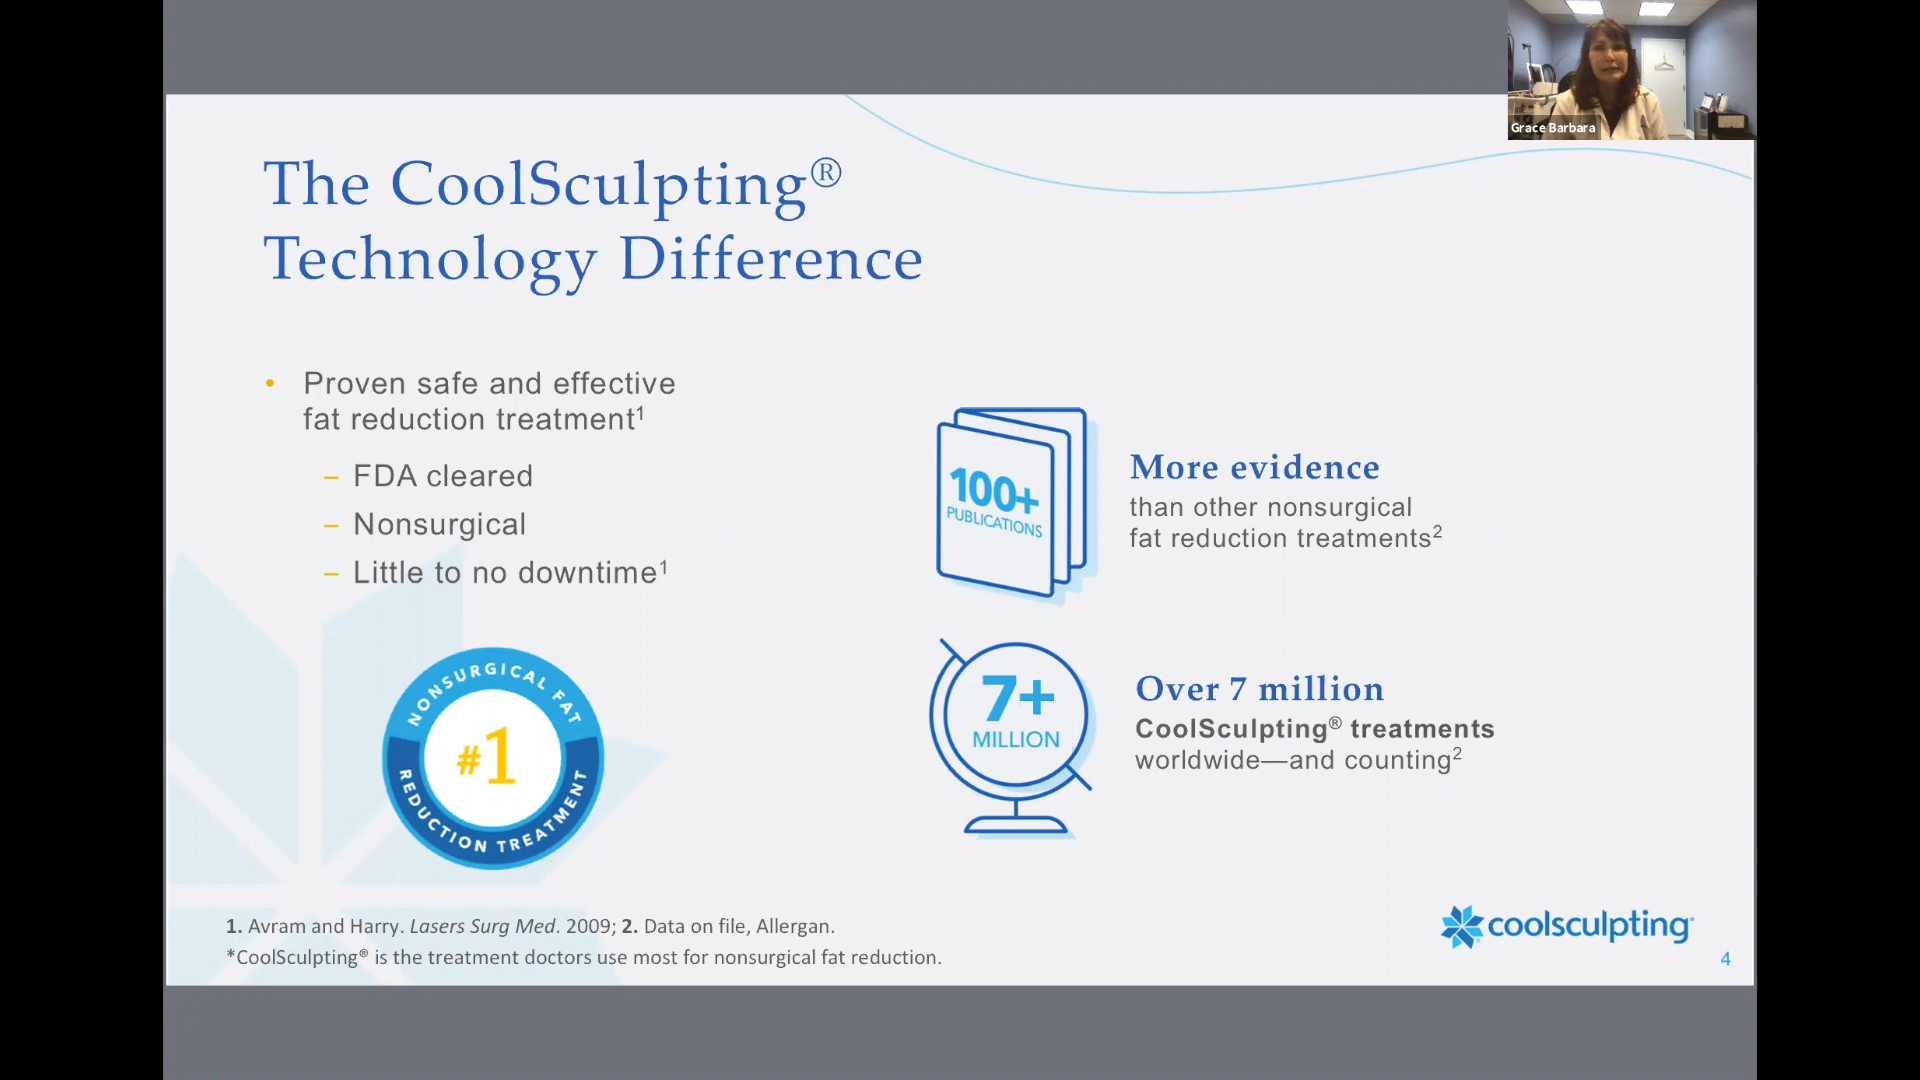 Grace Barbara
The CoolSculpting®
Technology Difference
• Proven safe and effective
fat reduction treatment¹
– FDA cleared
– Nonsurgical
– Little to no downtime¹
NONSURGICAL FAT
#1
REDUCTION TREATMENT
100+
PUBLICATIONS
More evidence
than other nonsurgical
fat reduction treatments²
7+
MILLION
Over 7 million
CoolSculpting® treatments
worldwide—and counting²
1. Avram and Harry. Lasers Surg Med. 2009; 2. Data on file, Allergan.
*CoolSculpting® is the treatment doctors use most for nonsurgical fat reduction.
coolsculpting
4